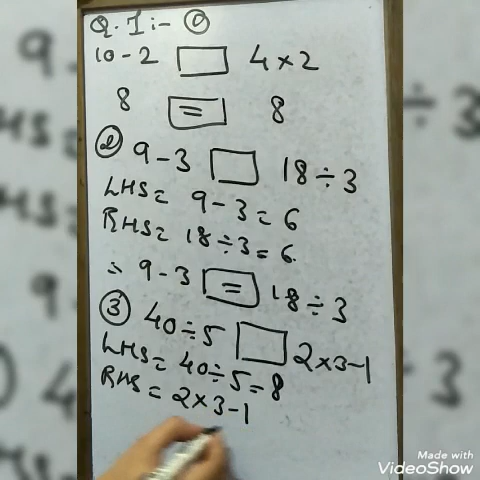 Q.1:- ①
10-2 □ 4×2
8 = 8
② 9-3 □ 18÷3
LHS= 9-3=6
RHS= 18÷3=6.
∴ 9-3 = 18÷3
③ 40÷5 □ 2×3-1
LHS= 40÷5=8
RHS = 2×3-1
Made with
VideoShow